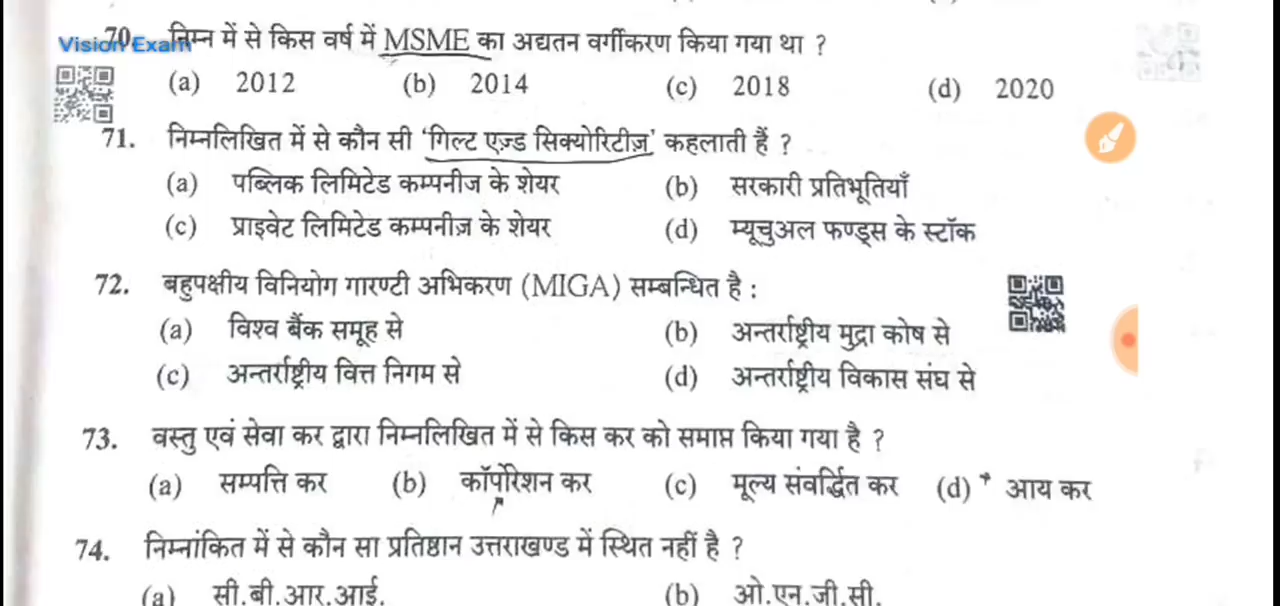 70. निम्न में से किस वर्ष में MSME का अद्यतन वर्गीकरण किया गया था ?
Vision Exam
(a) 2012 (b) 2014 (c) 2018 (d) 2020
71. निम्नलिखित में से कौन सी ‘गिल्ट एज़्ड सिक्योरिटीज़’ कहलाती हैं ?
(a) पब्लिक लिमिटेड कम्पनीज के शेयर (b) सरकारी प्रतिभूतियाँ
(c) प्राइवेट लिमिटेड कम्पनीज़ के शेयर (d) म्यूचुअल फण्ड्स के स्टॉक
72. बहुपक्षीय विनियोग गारण्टी अभिकरण (MIGA) सम्बन्धित है :
(a) विश्व बैंक समूह से (b) अन्तर्राष्ट्रीय मुद्रा कोष से
(c) अन्तर्राष्ट्रीय वित्त निगम से (d) अन्तर्राष्ट्रीय विकास संघ से
73. वस्तु एवं सेवा कर द्वारा निम्नलिखित में से किस कर को समाप्त किया गया है ?
(a) सम्पत्ति कर (b) कॉर्पोरेशन कर (c) मूल्य संवर्द्धित कर (d) आय कर
74. निम्नांकित में से कौन सा प्रतिष्ठान उत्तराखण्ड में स्थित नहीं है ?
(a) सी.बी.आर.आई. (b) ओ.एन.जी.सी.